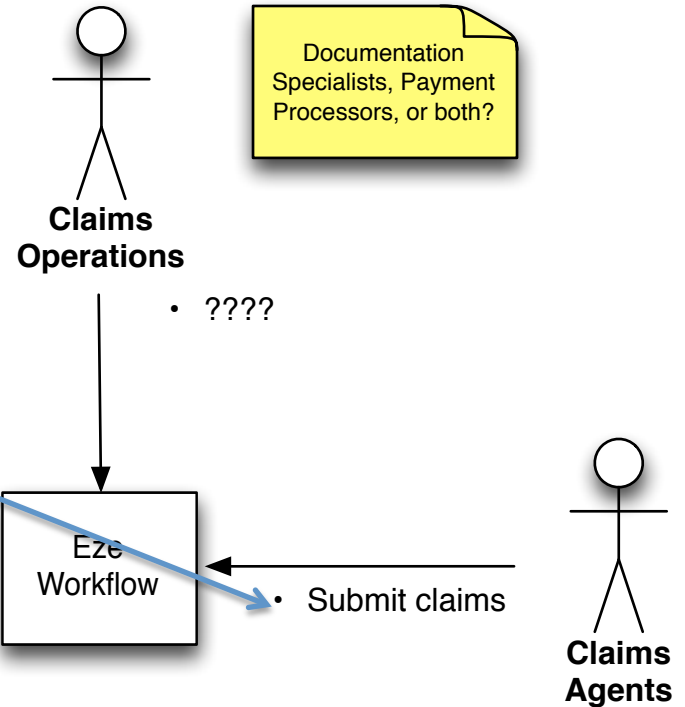 Documentation
Specialists, Payment
Processors, or both?
Claims
Operations
• ????
Eze
Workflow
• Submit claims
Claims
Agents